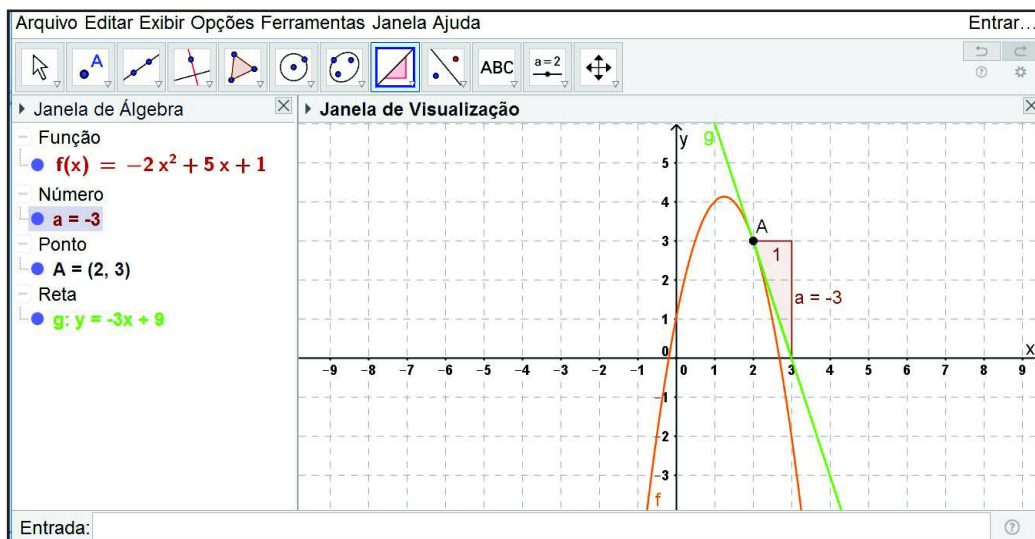 Arquivo Editar Exibir Opções Ferramentas Janela Ajuda Entrar...
A ABC a=2
Janela de Álgebra
Função
f(x) = −2 x² + 5 x + 1
Número
a = -3
Ponto
A = (2, 3)
Reta
g: y = -3x + 9
Janela de Visualização
g y
5
4
A
3
1
2
a = -3
1
0 x
-9 -8 -7 -6 -5 -4 -3 -2 -1 0 1 2 3 4 5 6 7 8 9
-1
-2
-3
f
Entrada: